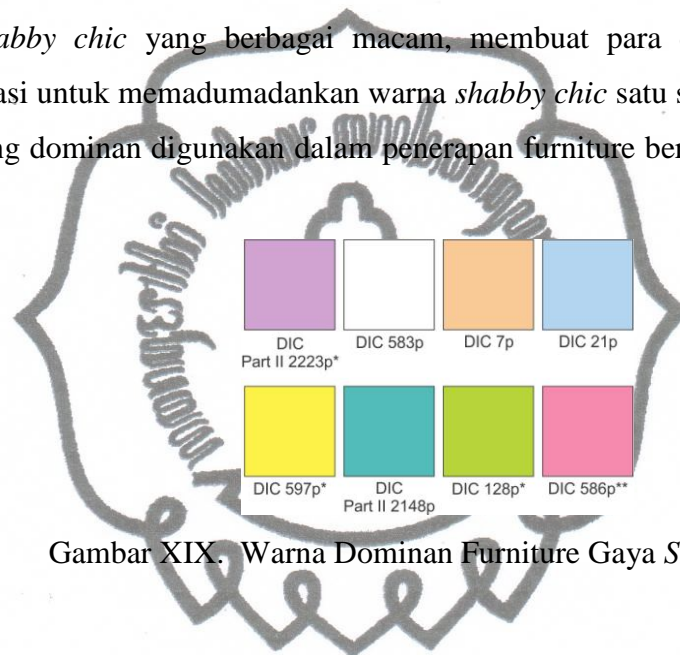 abby chic yang berbagai macam, membuat para
asi untuk memadumadankan warna shabby chic satu s
ng dominan digunakan dalam penerapan furniture ber
DIC Part II 2223p*
DIC 583p
DIC 7p
DIC 21p
DIC 597p*
DIC Part II 2148p
DIC 128p*
DIC 586p**
Gambar XIX. Warna Dominan Furniture Gaya S